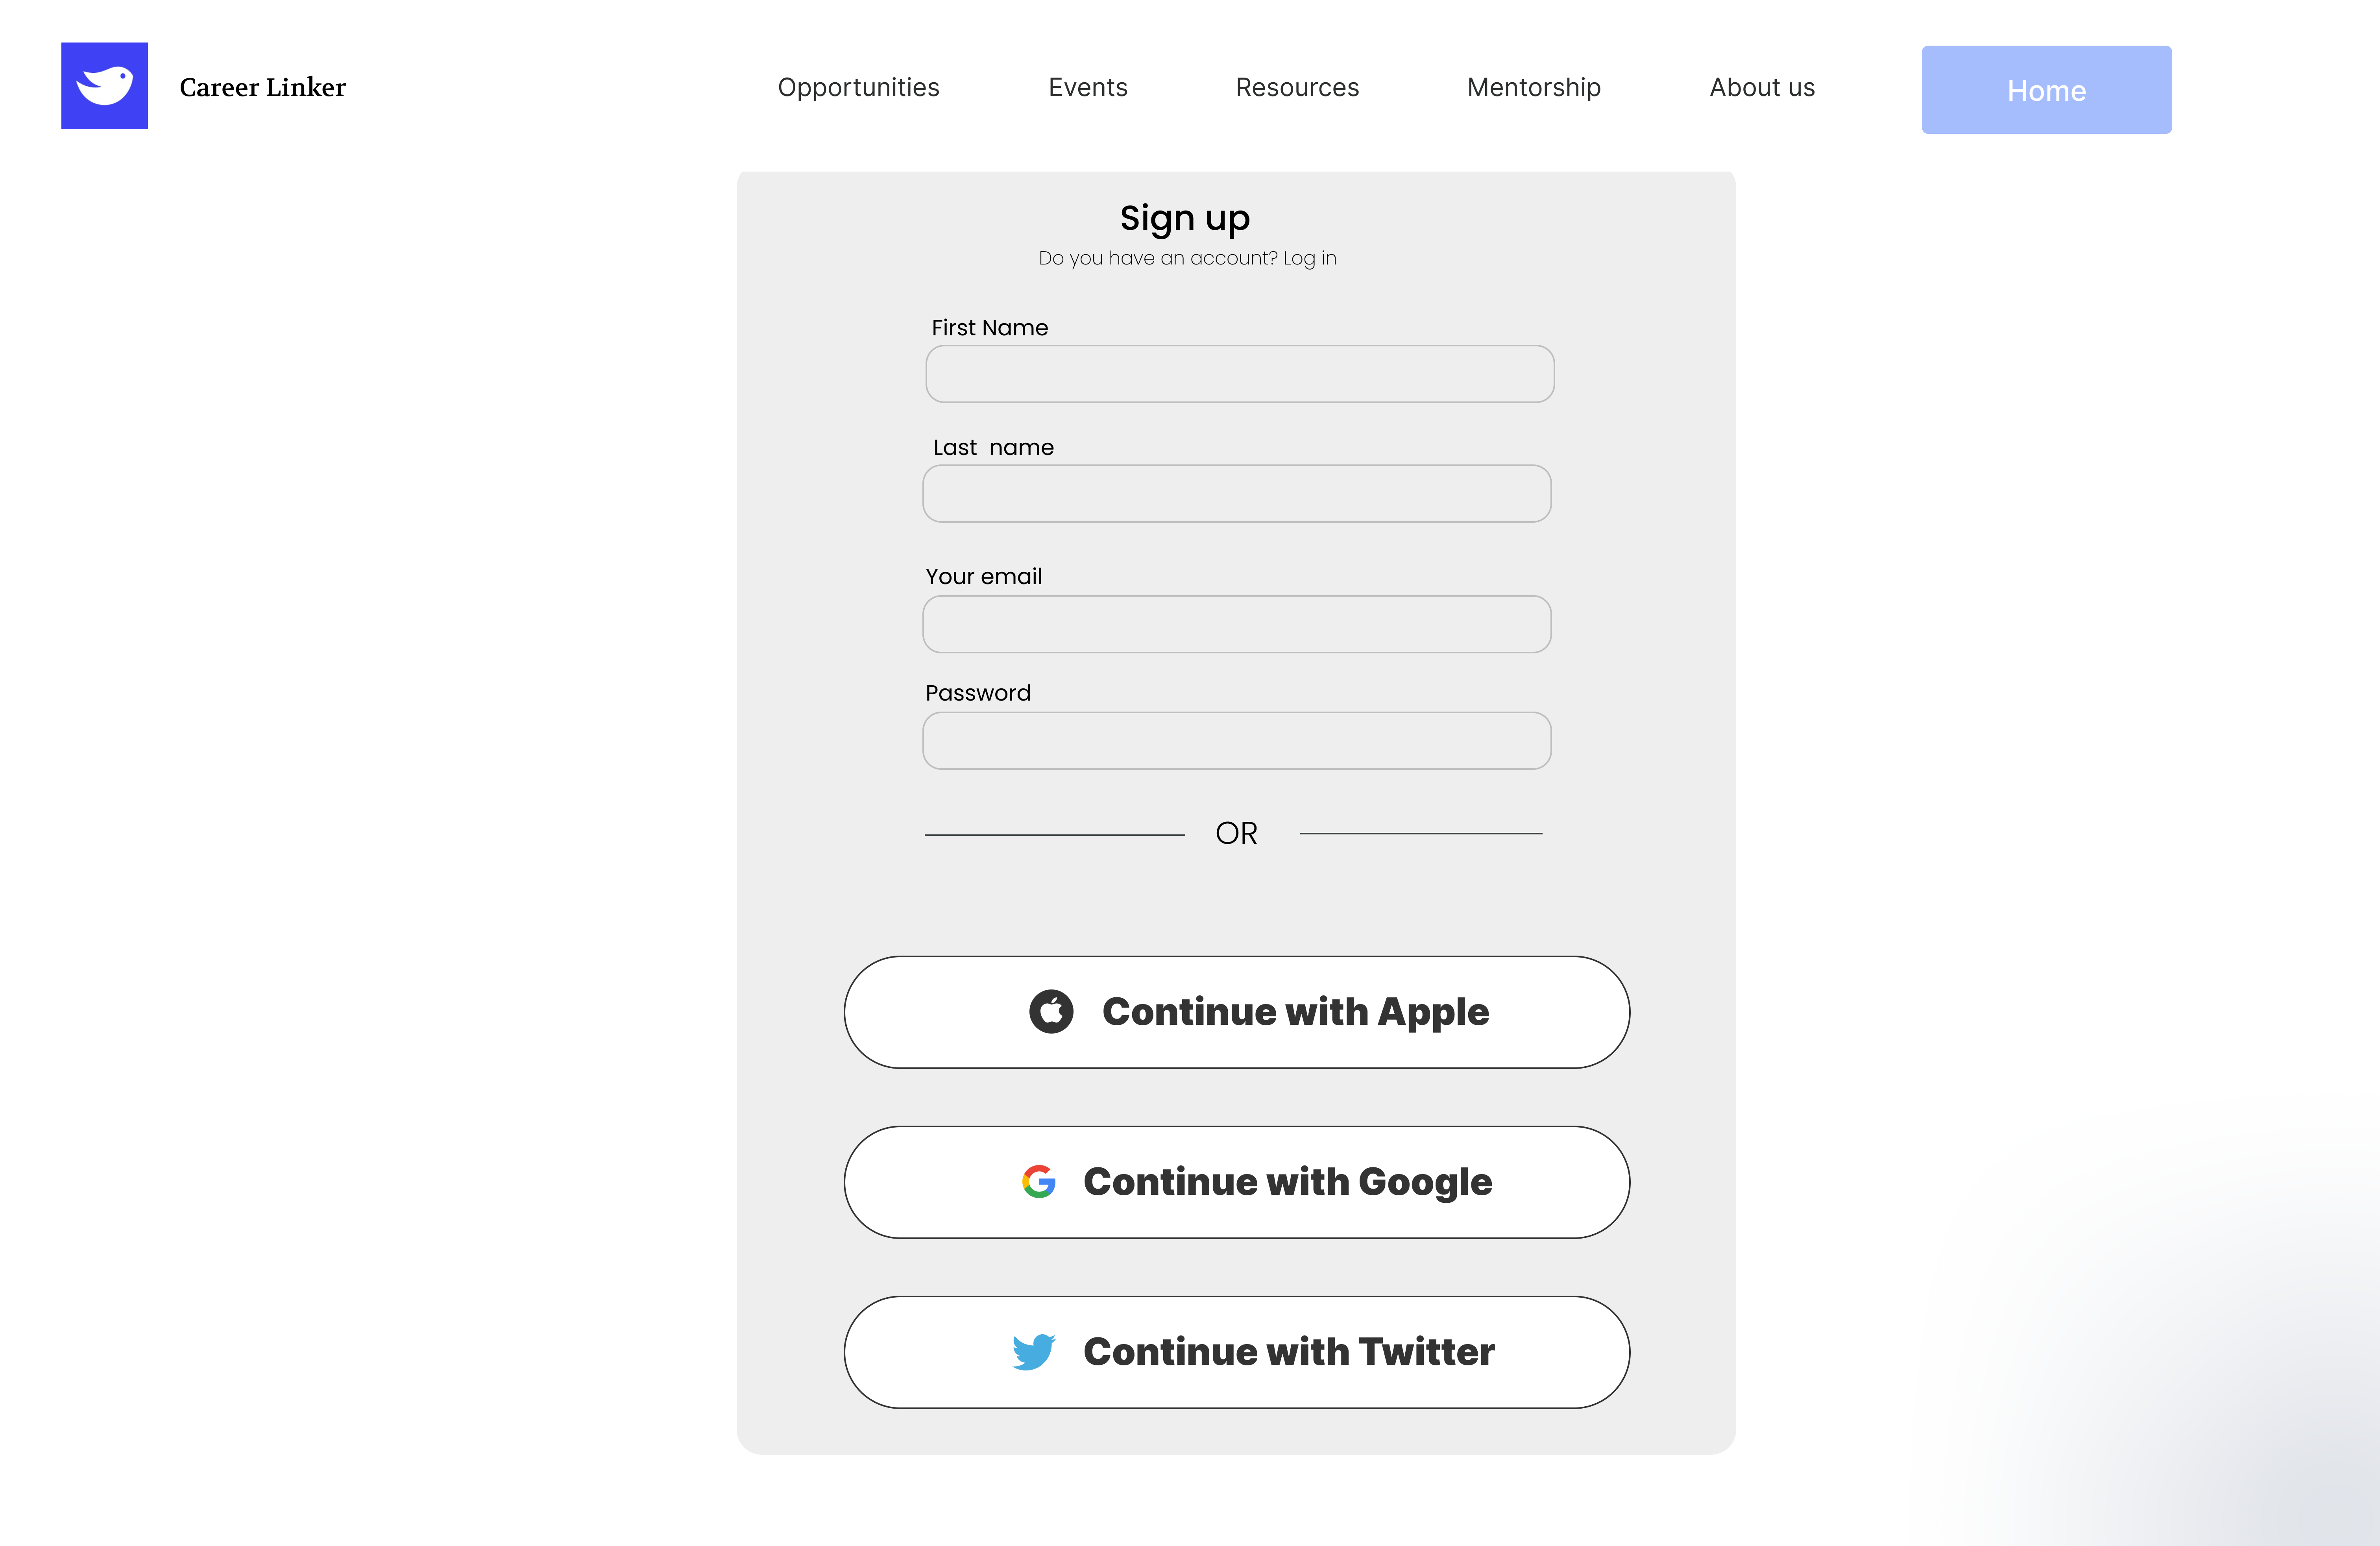 Career Linker
Opportunities
Events
Resources
Mentorship
About us
Home
Sign up
Do you have an account? Log in
First Name
Last  name
Your email
Password
OR
Continue with Apple
Continue with Google
Continue with Twitter